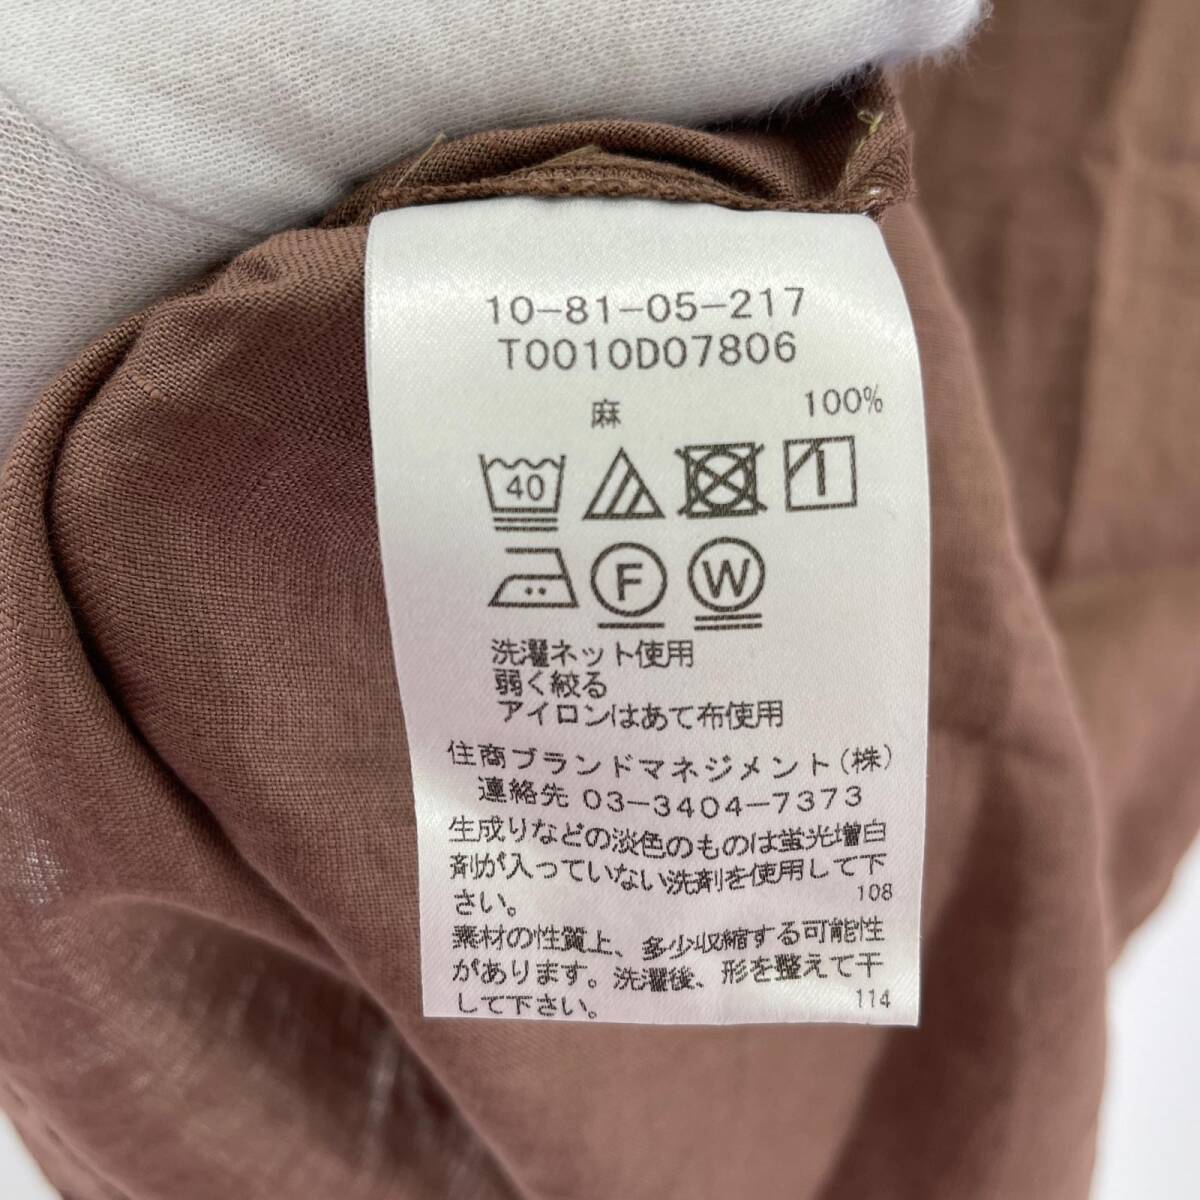 10-81-05-217
T0010D07806
麻 100%
40
F W
洗濯ネット使用
弱く絞る
アイロンはあて布使用
住商ブランドマネジメント(株)
連絡先 03-3404-7373
生成りなどの淡色のものは蛍光増白
剤が入っていない洗剤を使用して下
さい。 108
素材の性質上、多少収縮する可能性
があります。洗濯後、形を整えて干
して下さい。 114